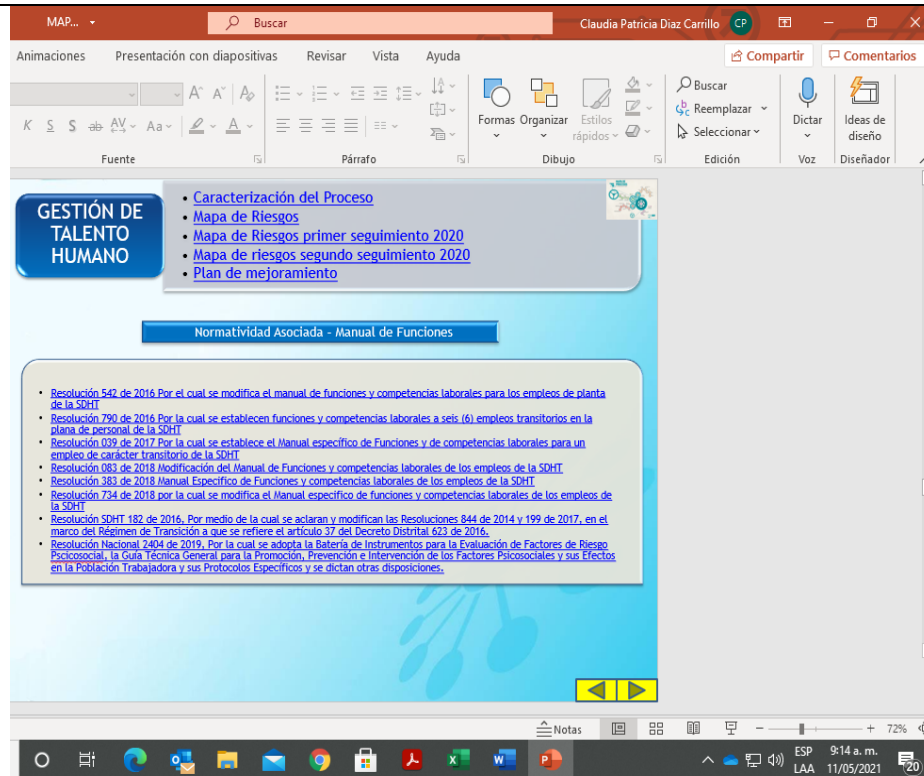 MAP...
Buscar
Claudia Patricia Diaz Carrillo CP
Animaciones Presentación con diapositivas Revisar Vista Ayuda
Compartir Comentarios
A A A
K S S ab AV Aa A
Formas Organizar Estilos rápidos
Buscar
Reemplazar
Seleccionar
Dictar
Ideas de diseño
Fuente Párrafo Dibujo Edición Voz Diseñador
GESTIÓN DE
TALENTO
HUMANO
• Caracterización del Proceso
• Mapa de Riesgos
• Mapa de Riesgos primer seguimiento 2020
• Mapa de riesgos segundo seguimiento 2020
• Plan de mejoramiento
Normatividad Asociada - Manual de Funciones
• Resolución 542 de 2016 Por el cual se modifica el manual de funciones y competencias laborales para los empleos de planta
de la SDHT
• Resolución 790 de 2016 Por la cual se establecen funciones y competencias laborales a seis (6) empleos transitorios en la
plana de personal de la SDHT
• Resolución 039 de 2017 Por la cual se establece el Manual específico de Funciones y de competencias laborales para un
empleo de carácter transitorio de la SDHT
• Resolución 083 de 2018 Modificación del Manual de Funciones y competencias laborales de los empleos de la SDHT
• Resolución 383 de 2018 Manual Especifico de Funciones y competencias laborales de los empleos de la SDHT
• Resolución 734 de 2018 por la cual se modifica el Manual especifico de funciones y competencias laborales de los empleos de
la SDHT
• Resolución SDHT 182 de 2016, Por medio de la cual se aclaran y modifican las Resoluciones 844 de 2014 y 199 de 2017, en el
marco del Régimen de Transición a que se refiere el artículo 37 del Decreto Distrital 623 de 2016.
• Resolución Nacional 2404 de 2019, Por la cual se adopta la Batería de Instrumentos para la Evaluación de Factores de Riesgo
Pscicosocial, la Guía Técnica General para la Promoción, Prevención e Intervención de los Factores Psicosociales y sus Efectos
en la Población Trabajadora y sus Protocolos Específicos y se dictan otras disposiciones.
Notas 72%
ESP
LAA
9:14 a. m.
11/05/2021
20